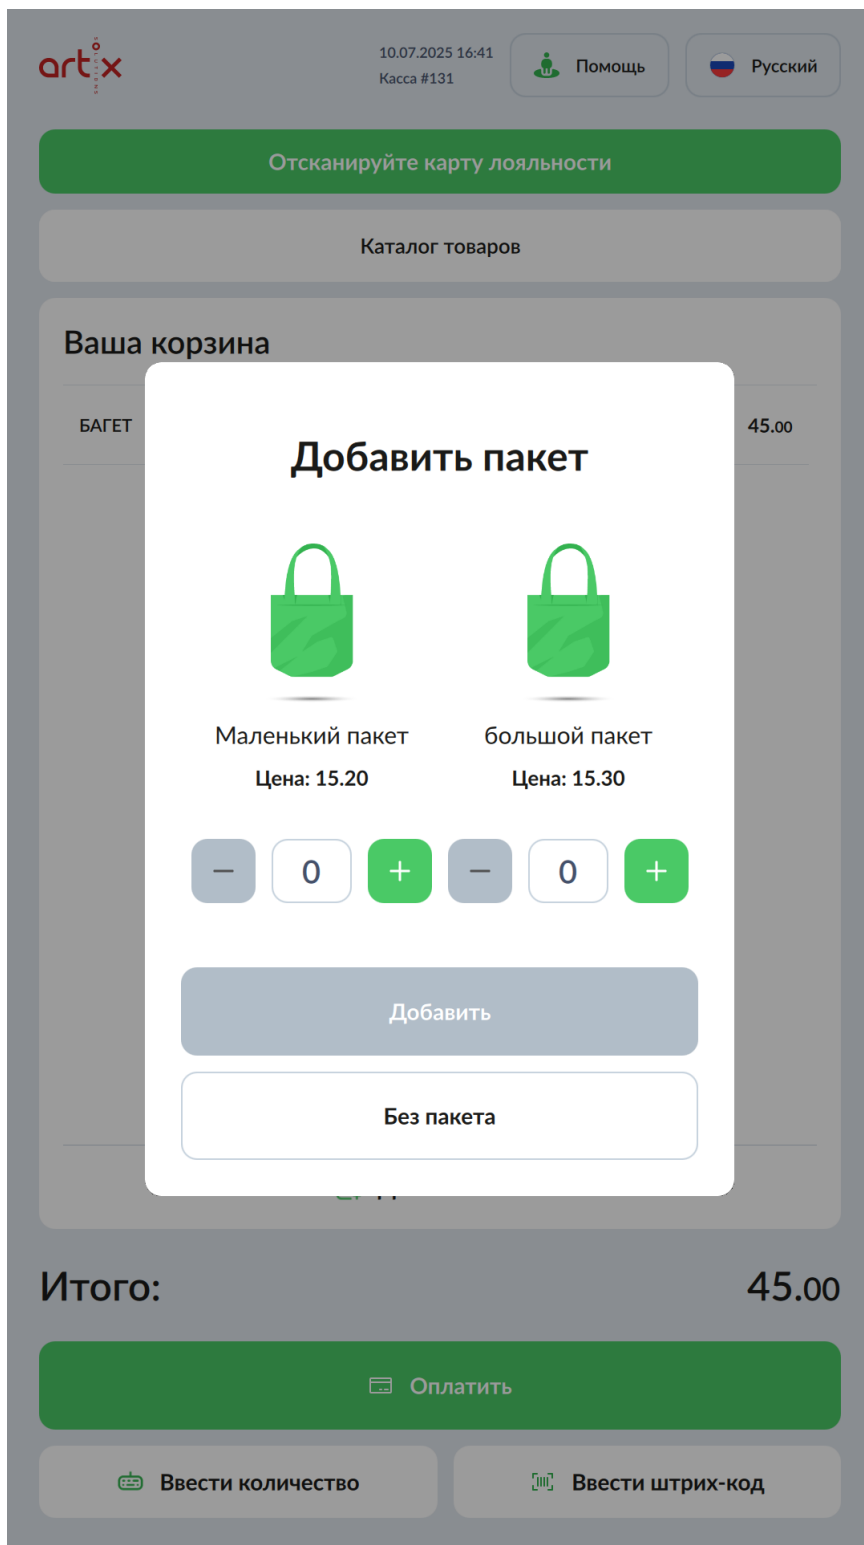 artix
10.07.2025 16:41
Касса #131
Помощь
Русский
Отсканируйте карту лояльности
Каталог товаров
Ваша корзина
БАГЕТ
45.00
Добавить пакет
Маленький пакет
большой пакет
Цена: 15.20
Цена: 15.30
− 0 + − 0 +
Добавить
Без пакета
Итого:
45.00
Оплатить
Ввести количество
Ввести штрих-код